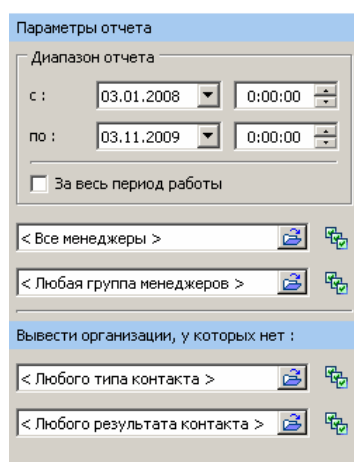 Параметры отчета
Диапазон отчета
с : 03.01.2008 0:00:00
по : 03.11.2009 0:00:00
За весь период работы
< Все менеджеры >
< Любая группа менеджеров >
Вывести организации, у которых нет :
< Любого типа контакта >
< Любого результата контакта >